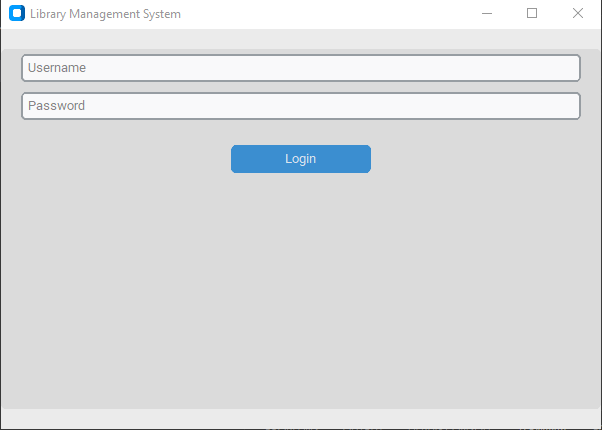 Library Management System
Username
Password
Login